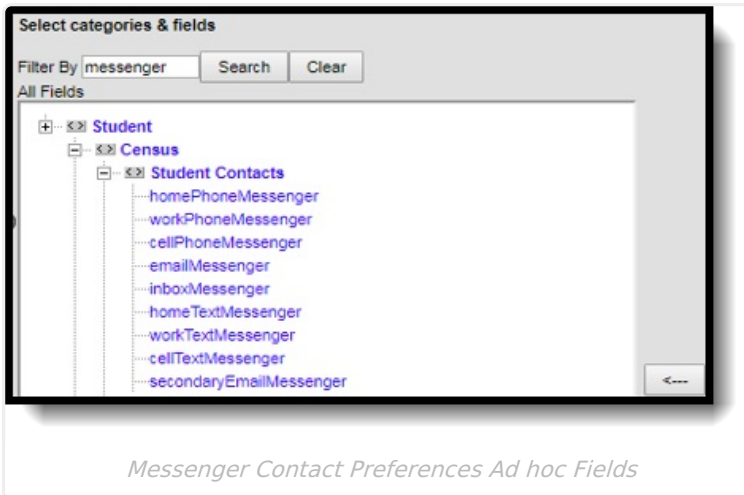 Select categories & fields
Filter By messenger Search Clear
All Fields
Student
Census
Student Contacts
homePhoneMessenger
workPhoneMessenger
cellPhoneMessenger
emailMessenger
inboxMessenger
homeTextMessenger
workTextMessenger
cellTextMessenger
secondaryEmailMessenger
<---
Messenger Contact Preferences Ad hoc Fields